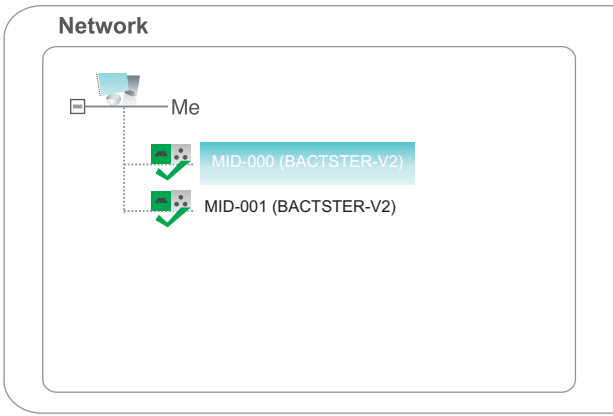 Network
Me
MID-000 (BACTSTER-V2)
MID-001 (BACTSTER-V2)